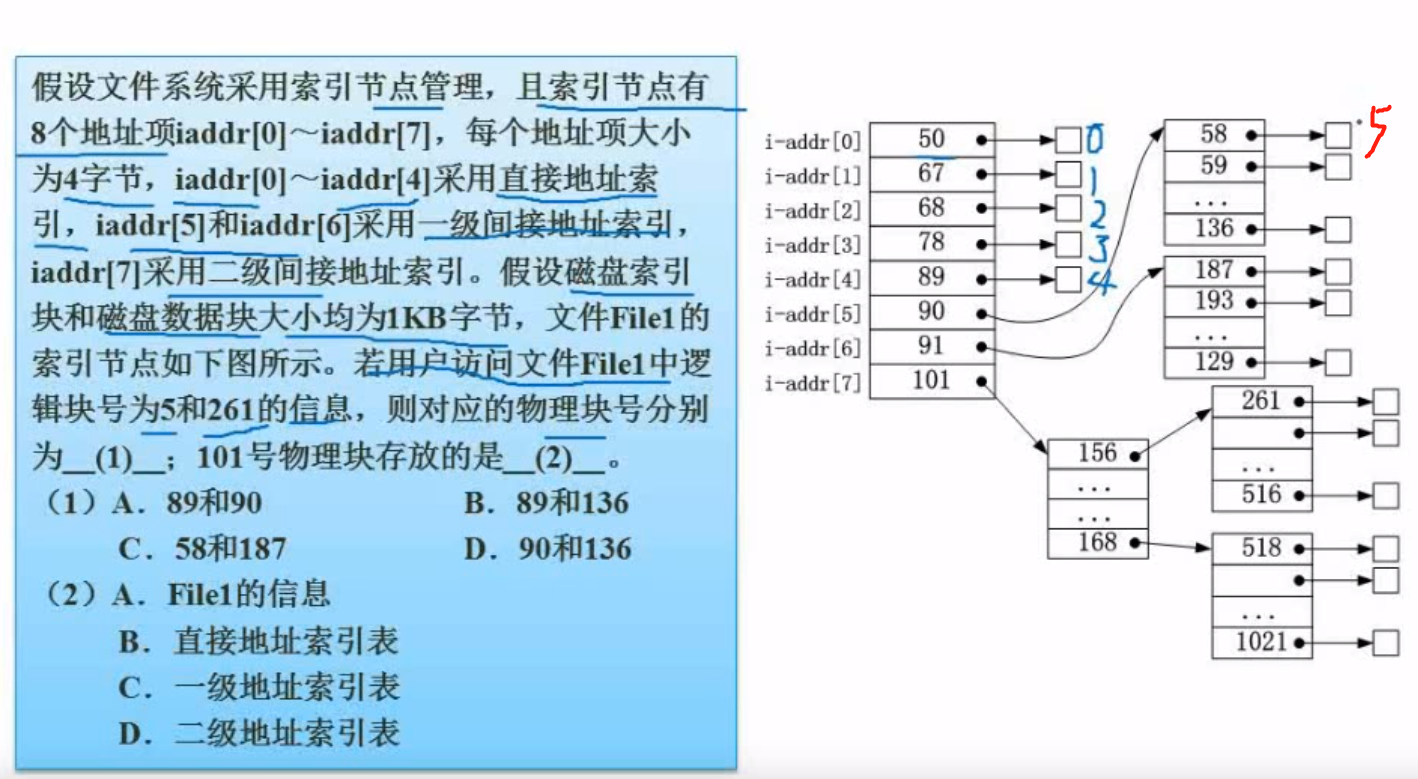 假设文件系统采用索引节点管理，且索引节点有
8个地址项iaddr[0]～iaddr[7]，每个地址项大小
为4字节，iaddr[0]～iaddr[4]采用直接地址索
引，iaddr[5]和iaddr[6]采用一级间接地址索引，
iaddr[7]采用二级间接地址索引。假设磁盘索引
块和磁盘数据块大小均为1KB字节，文件File1的
索引节点如下图所示。若用户访问文件File1中逻
辑块号为5和261的信息，则对应的物理块号分别
为__(1)__；101号物理块存放的是__(2)__。
（1）A．89和90 B．89和136
C．58和187 D．90和136
（2）A．File1的信息
B．直接地址索引表
C．一级地址索引表
D．二级地址索引表
i-addr[0] 50 0
i-addr[1] 67 1
i-addr[2] 68 2
i-addr[3] 78 3
i-addr[4] 89 4
i-addr[5] 90
i-addr[6] 91
i-addr[7] 101
58 5
59
...
136
187
193
...
129
156
...
...
168
261
...
516
518
...
1021